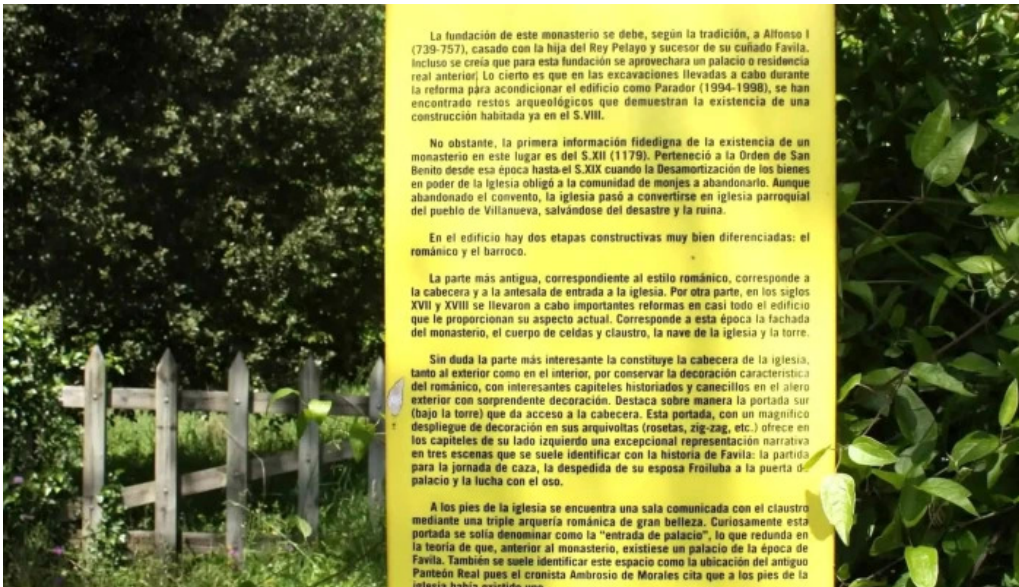 La fundación de este monasterio se debe, según la tradición, a Alfonso I
(739-757), casado con la hija del Rey Pelayo y sucesor de su cuñado Favila.
Incluso se creía que para esta fundación se aprovechara un palacio o residencia
real anterior. Lo cierto es que en las excavaciones llevadas a cabo durante
la reforma para acondicionar el edificio como Parador (1994-1998), se han
encontrado restos arqueológicos que demuestran la existencia de una
construcción habitada ya en el S.VIII.
No obstante, la primera información fidedigna de la existencia de un
monasterio en este lugar es del S.XII (1179). Perteneció a la Orden de San
Benito desde esa época hasta el S.XIX cuando la Desamortización de los bienes
en poder de la Iglesia obligó a la comunidad de monjes a abandonarlo. Aunque
abandonado el convento, la iglesia pasó a convertirse en iglesia parroquial
del pueblo de Villanueva, salvándose del desastre y la ruina.
En el edificio hay dos etapas constructivas muy bien diferenciadas: el
románico y el barroco.
La parte más antigua, correspondiente al estilo románico, corresponde a
la cabecera y a la antesala de entrada a la iglesia. Por otra parte, en los siglos
XVII y XVIII se llevaron a cabo importantes reformas en casi todo el edificio
que le proporcionan su aspecto actual. Corresponde a esta época la fachada
del monasterio, el cuerpo de celdas y claustro, la nave de la iglesia y la torre.
Sin duda la parte más interesante la constituye la cabecera de la iglesia,
tanto al exterior como en el interior, por conservar la decoración característica
del románico, con interesantes capiteles historiados y canecillos en el alero
exterior con sorprendente decoración. Destaca sobre manera la portada sur
(bajo la torre) que da acceso a la cabecera. Esta portada, con un magnífico
despliegue de decoración en sus arquivoltas (rosetas, zig-zag, etc.) ofrece en
los capiteles de su lado izquierdo una excepcional representación narrativa
en tres escenas que se suele identificar con la historia de Favila: la partida
para la jornada de caza, la despedida de su esposa Froiluba a la puerta de
palacio y la lucha con el oso.
A los pies de la iglesia se encuentra una sala comunicada con el claustro
mediante una triple arquería románica de gran belleza. Curiosamente esta
portada se solía denominar como la "entrada de palacio", lo que redunda en
la teoría de que, anterior al monasterio, existiese un palacio de la época de
Favila. También se suele identificar este espacio como la ubicación del antiguo
Panteón Real pues el cronista Ambrosio de Morales cita que a los pies de la
iglesia había